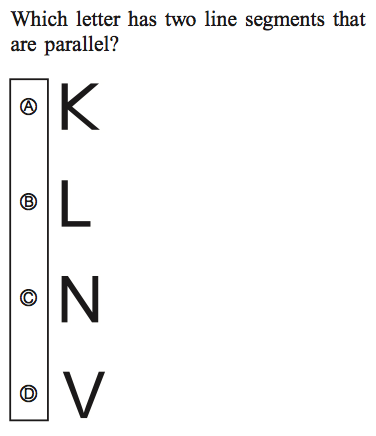 Which letter has two line segments that
are parallel?
Ⓐ K
Ⓑ L
Ⓒ N
Ⓓ V